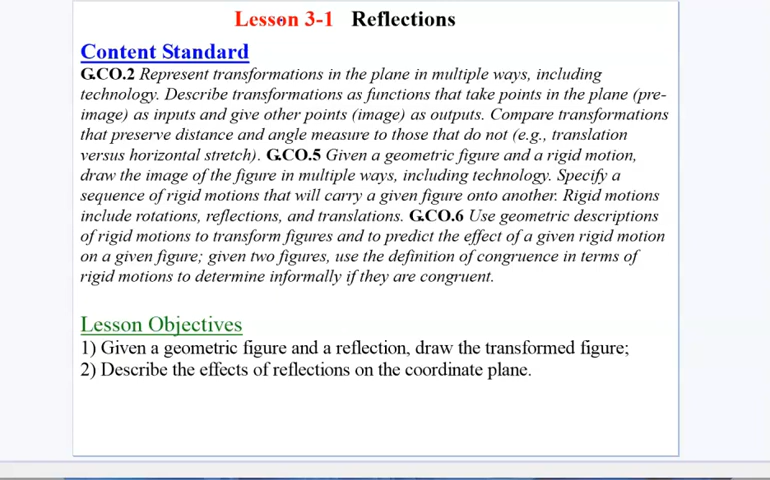 Lesson 3-1 Reflections
Content Standard
G.CO.2 Represent transformations in the plane in multiple ways, including
technology. Describe transformations as functions that take points in the plane (pre-
image) as inputs and give other points (image) as outputs. Compare transformations
that preserve distance and angle measure to those that do not (e.g., translation
versus horizontal stretch). G.CO.5 Given a geometric figure and a rigid motion,
draw the image of the figure in multiple ways, including technology. Specify a
sequence of rigid motions that will carry a given figure onto another. Rigid motions
include rotations, reflections, and translations. G.CO.6 Use geometric descriptions
of rigid motions to transform figures and to predict the effect of a given rigid motion
on a given figure; given two figures, use the definition of congruence in terms of
rigid motions to determine informally if they are congruent.
Lesson Objectives
1) Given a geometric figure and a reflection, draw the transformed figure;
2) Describe the effects of reflections on the coordinate plane.